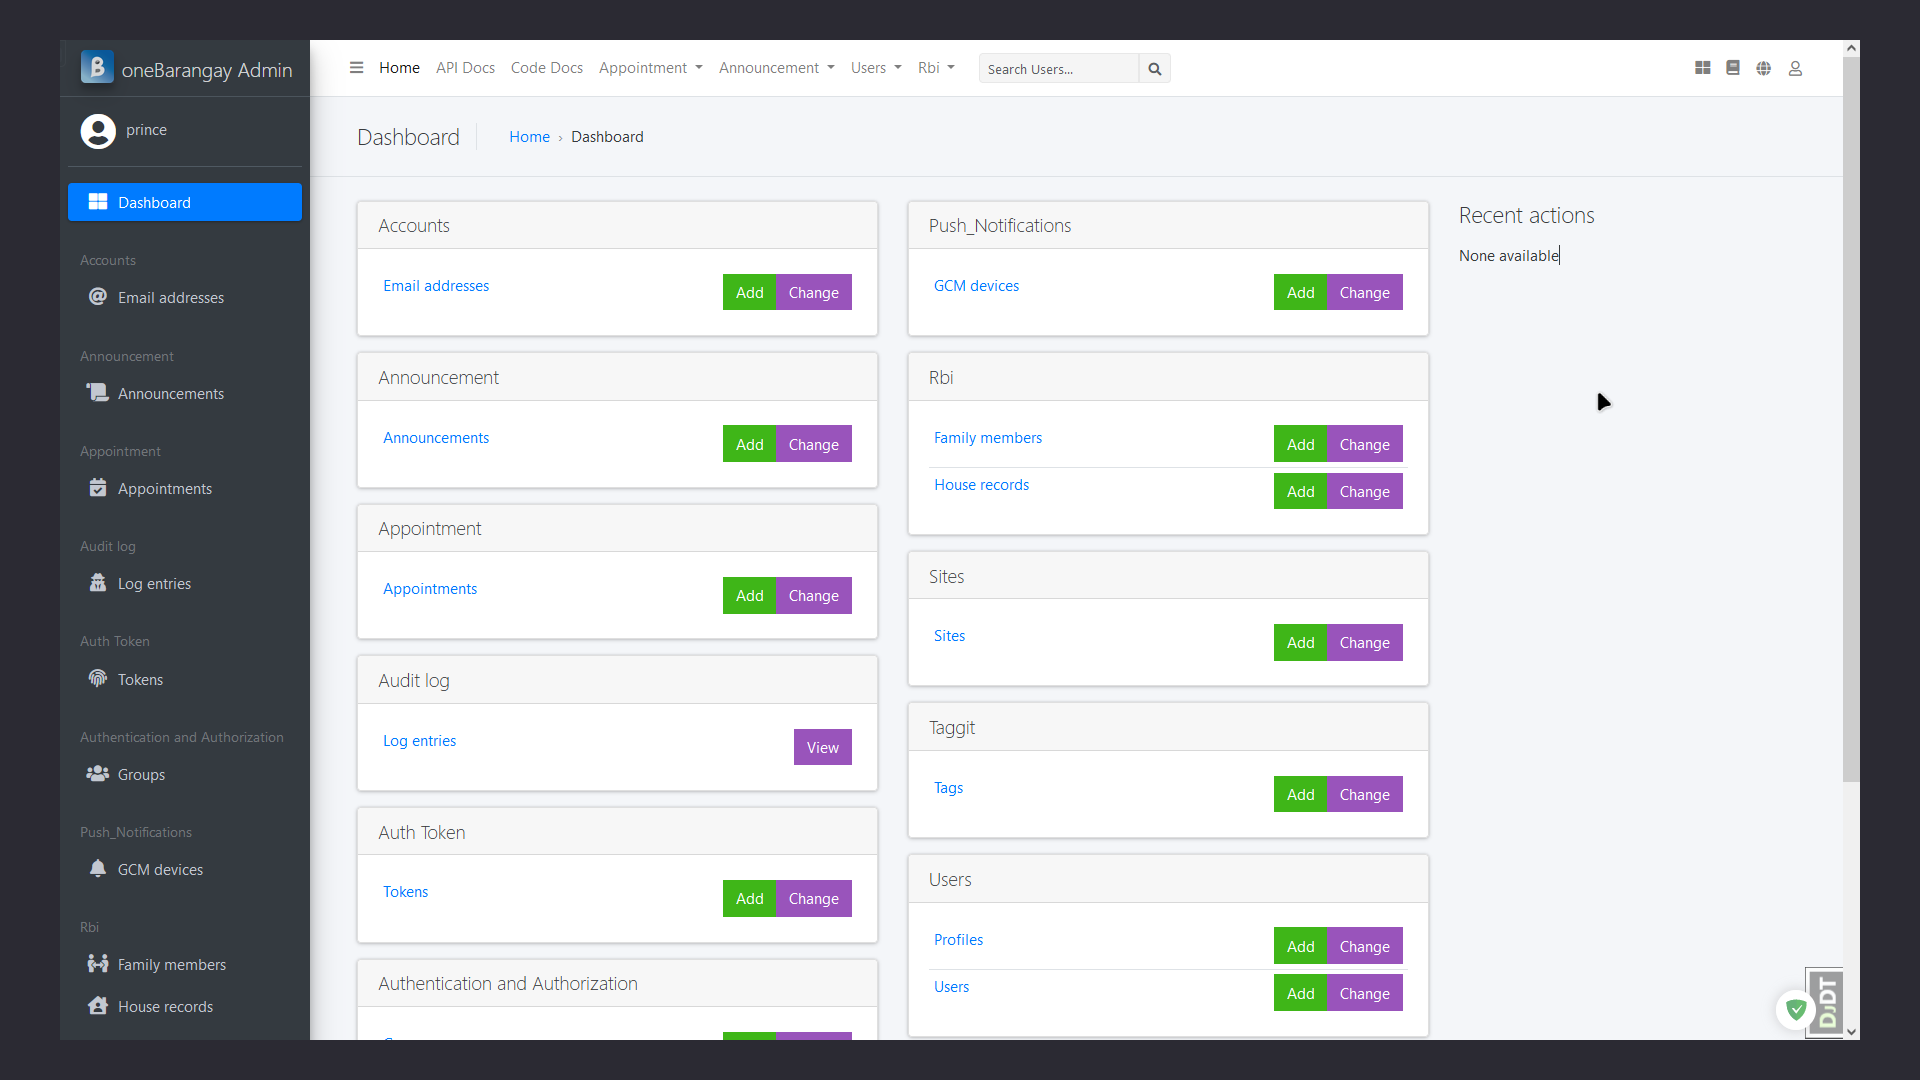 B oneBarangay Admin
prince
Dashboard
Accounts
Email addresses
Announcement
Announcements
Appointment
Appointments
Audit log
Log entries
Auth Token
Tokens
Authentication and Authorization
Groups
Push_Notifications
GCM devices
Rbi
Family members
House records
Home API Docs Code Docs Appointment Announcement Users Rbi Search Users...
Dashboard Home › Dashboard
Accounts
Email addresses Add Change
Announcement
Announcements Add Change
Appointment
Appointments Add Change
Audit log
Log entries View
Auth Token
Tokens Add Change
Authentication and Authorization
Push_Notifications
GCM devices Add Change
Rbi
Family members Add Change
House records Add Change
Sites
Sites Add Change
Taggit
Tags Add Change
Users
Profiles Add Change
Users Add Change
Recent actions
None available
DjDT